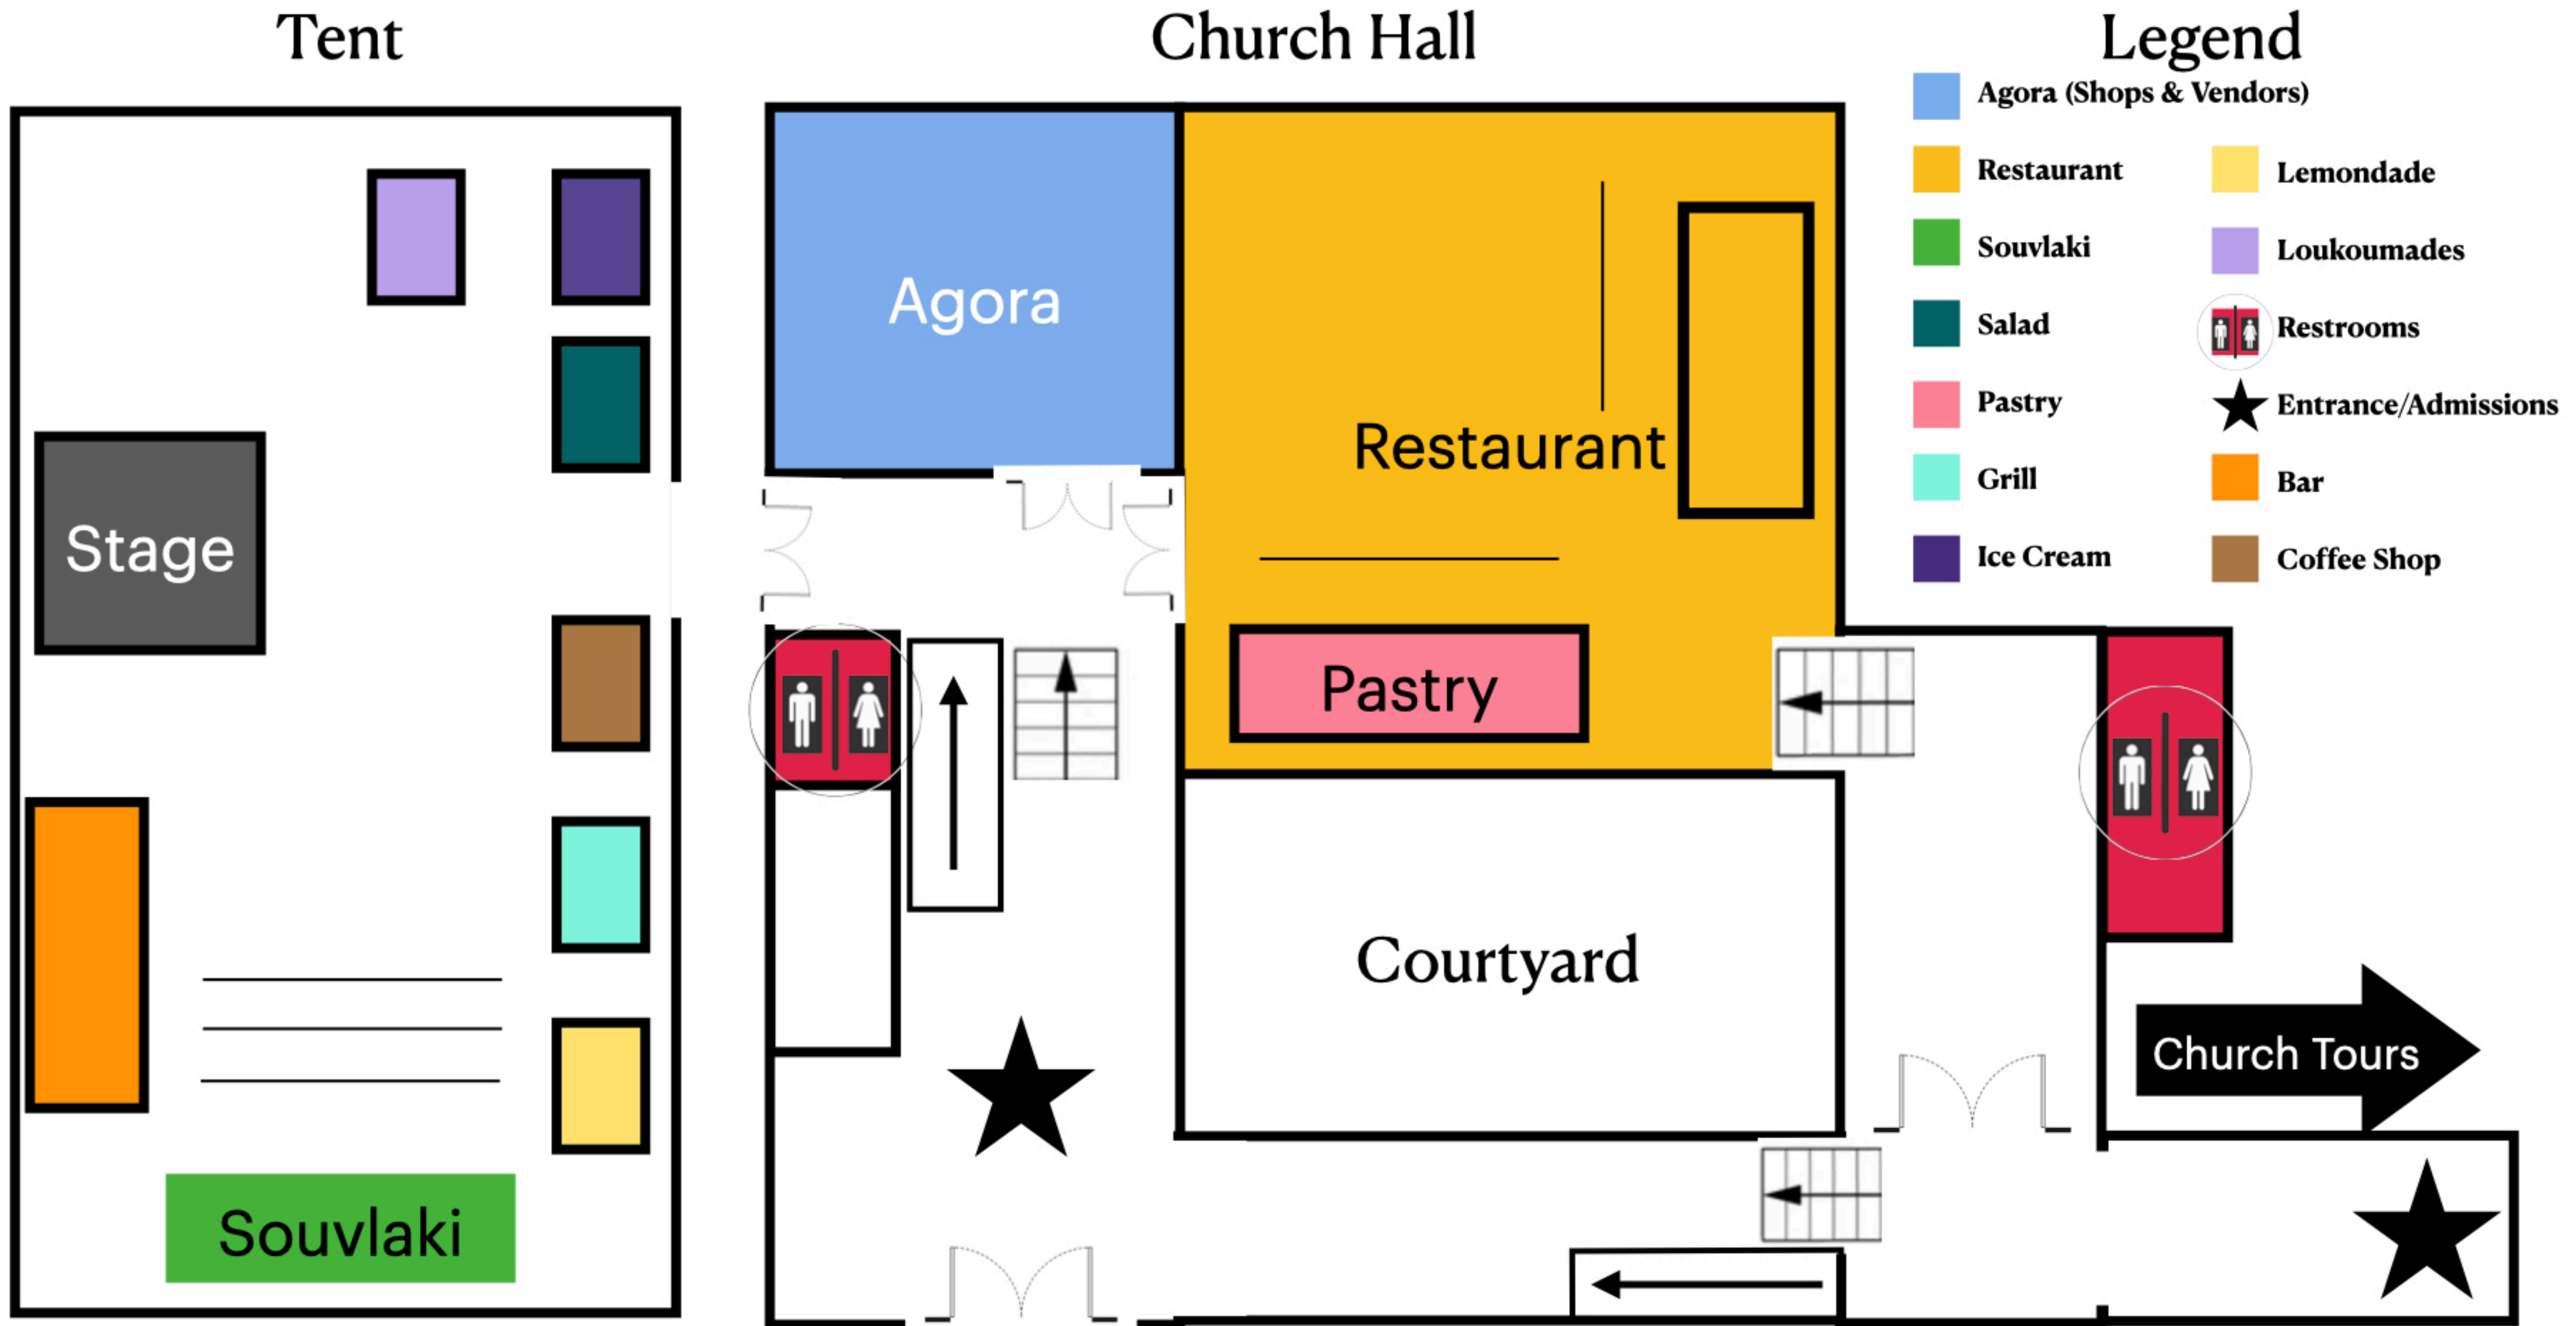 Tent
Church Hall
Legend
Agora (Shops & Vendors)
Restaurant
Souvlaki
Salad
Pastry
Grill
Ice Cream
Lemondade
Loukoumades
Restrooms
Entrance/Admissions
Bar
Coffee Shop
Stage
Souvlaki
Agora
Restaurant
Pastry
Courtyard
Church Tours